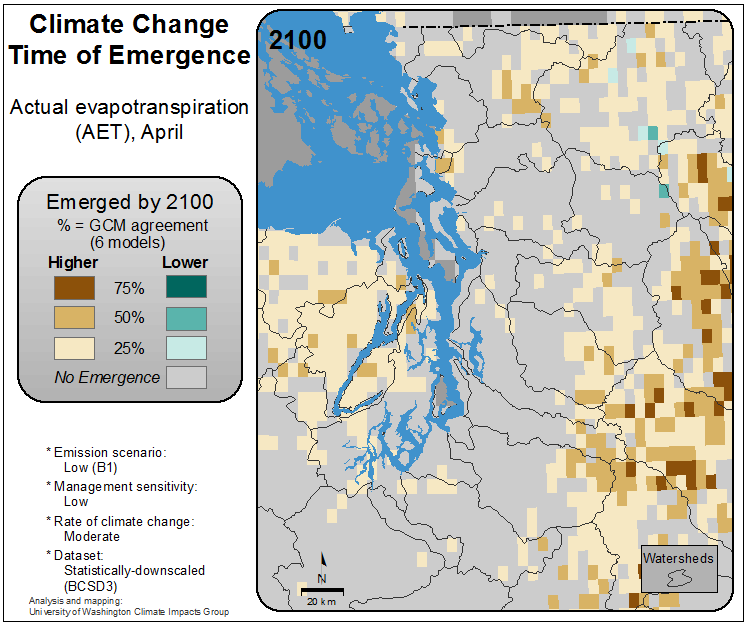 Climate Change
Time of Emergence
Actual evapotranspiration
(AET), April
Emerged by 2100
% = GCM agreement
(6 models)
Higher Lower
75%
50%
25%
No Emergence
* Emission scenario:
Low (B1)
* Management sensitivity:
Low
* Rate of climate change:
Moderate
* Dataset:
Statistically-downscaled
(BCSD3)
Analysis and mapping:
University of Washington Climate Impacts Group
2100
N
20 km
Watersheds